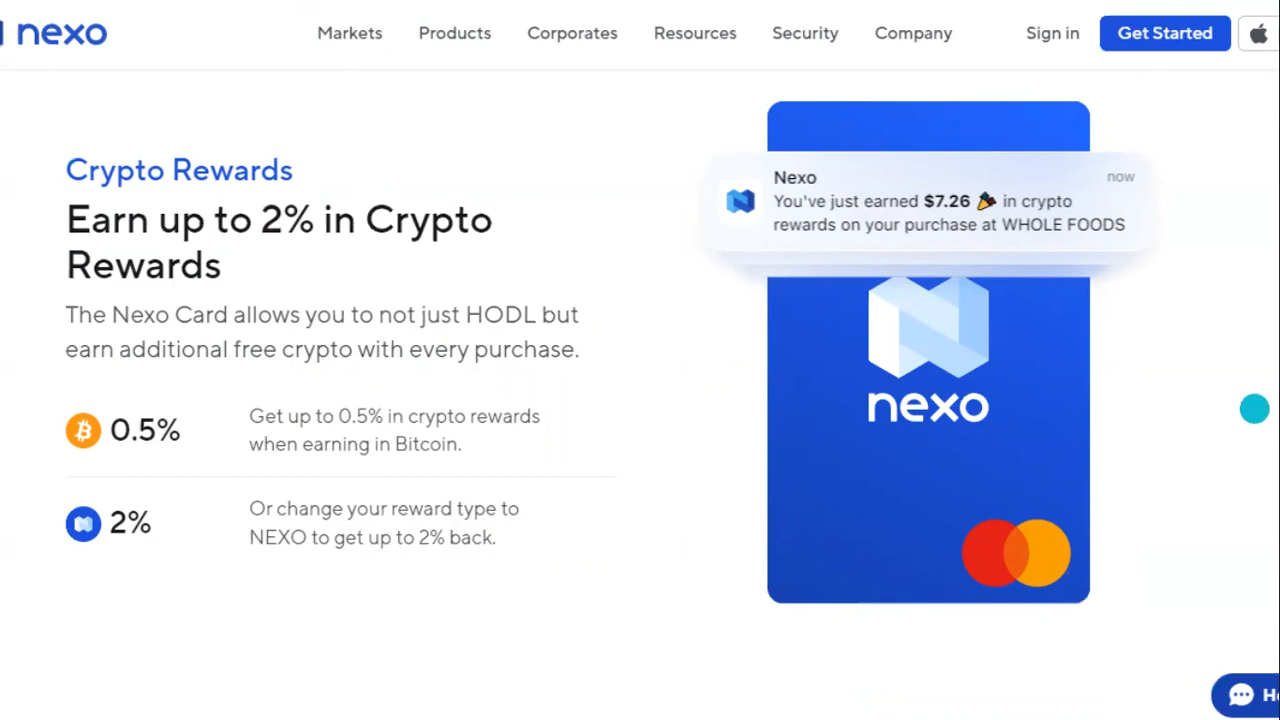 nexo
Markets
Products
Corporates
Resources
Security
Company
Sign in
Get Started
Crypto Rewards
Earn up to 2% in Crypto
Rewards
The Nexo Card allows you to not just HODL but
earn additional free crypto with every purchase.
0.5%
Get up to 0.5% in crypto rewards
when earning in Bitcoin.
2%
Or change your reward type to
NEXO to get up to 2% back.
Nexo
now
You've just earned $7.26 🎉 in crypto
rewards on your purchase at WHOLE FOODS
nexo